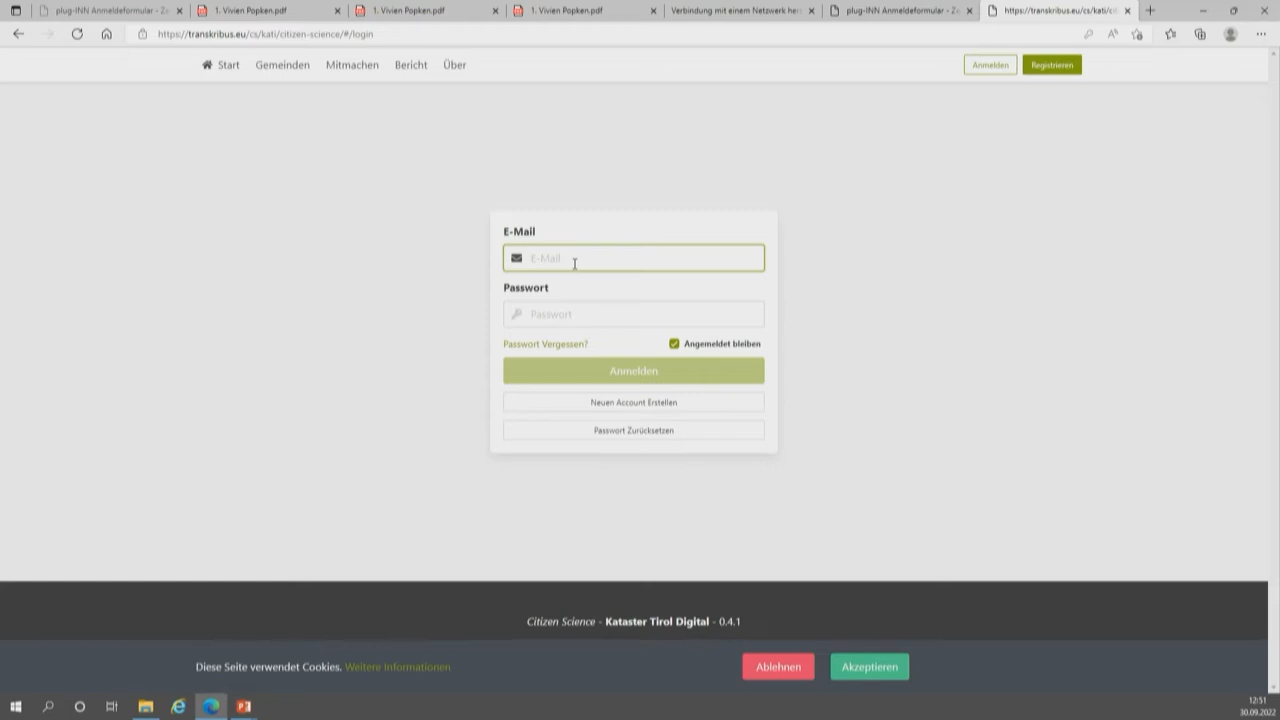 plug-INN Anmeldeformular - Z
1. Vivien Popken.pdf
1. Vivien Popken.pdf
1. Vivien Popken.pdf
Verbindung mit einem Netzwerk her
plug-INN Anmeldeformular - Z
https://transkribus.eu/cs/kati/ci
https://transkribus.eu/cs/kati/citizen-science/#/login
Start Gemeinden Mitmachen Bericht Über
Anmelden Registrieren
E-Mail
E-Mail
Passwort
Passwort
Passwort Vergessen? Angemeldet bleiben
Anmelden
Neuen Account Erstellen
Passwort Zurücksetzen
Citizen Science - Kataster Tirol Digital - 0.4.1
Diese Seite verwendet Cookies. Weitere Informationen
Ablehnen Akzeptieren
12:51
30.09.2022